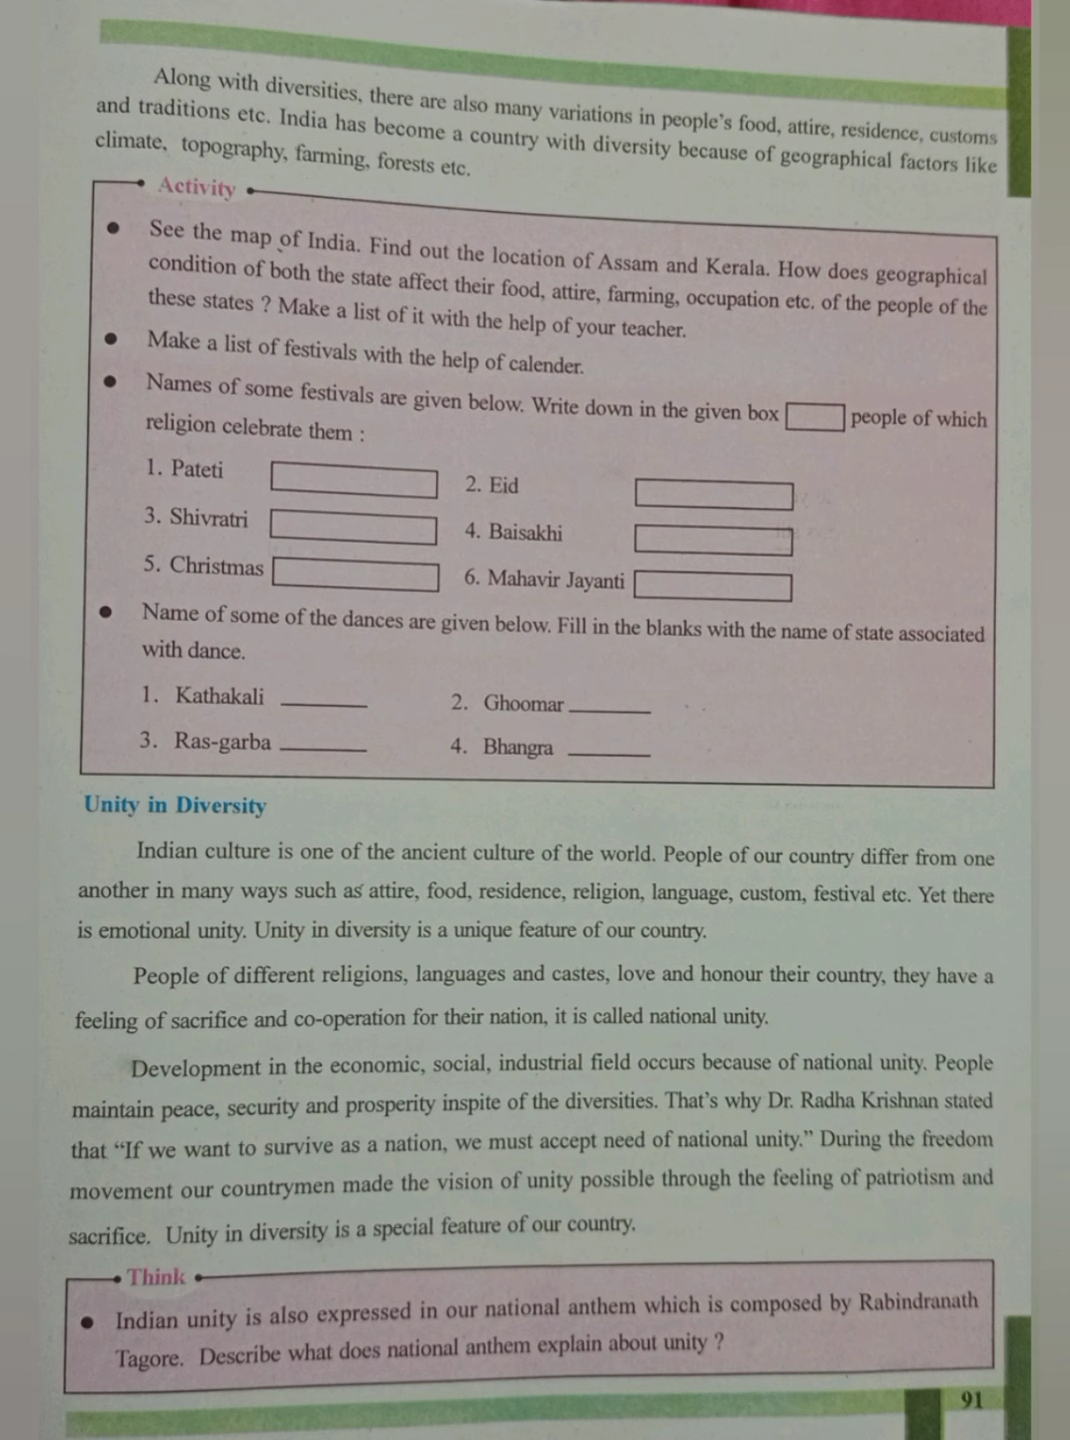 Along with diversities, there are also many variations in people's food, attire, residence, customs
and traditions etc. India has become a country with diversity because of geographical factors like
climate, topography, farming, forests etc.
Activity
• See the map of India. Find out the location of Assam and Kerala. How does geographical
condition of both the state affect their food, attire, farming, occupation etc. of the people of the
these states ? Make a list of it with the help of your teacher.
• Make a list of festivals with the help of calender.
• Names of some festivals are given below. Write down in the given box people of which
religion celebrate them :
1. Pateti 2. Eid
3. Shivratri 4. Baisakhi
5. Christmas 6. Mahavir Jayanti
• Name of some of the dances are given below. Fill in the blanks with the name of state associated
with dance.
1. Kathakali ________ 2. Ghoomar ________
3. Ras-garba ________ 4. Bhangra ________
Unity in Diversity
Indian culture is one of the ancient culture of the world. People of our country differ from one
another in many ways such as attire, food, residence, religion, language, custom, festival etc. Yet there
is emotional unity. Unity in diversity is a unique feature of our country.
People of different religions, languages and castes, love and honour their country, they have a
feeling of sacrifice and co-operation for their nation, it is called national unity.
Development in the economic, social, industrial field occurs because of national unity. People
maintain peace, security and prosperity inspite of the diversities. That's why Dr. Radha Krishnan stated
that “If we want to survive as a nation, we must accept need of national unity.” During the freedom
movement our countrymen made the vision of unity possible through the feeling of patriotism and
sacrifice. Unity in diversity is a special feature of our country.
Think
• Indian unity is also expressed in our national anthem which is composed by Rabindranath
Tagore. Describe what does national anthem explain about unity ?
91